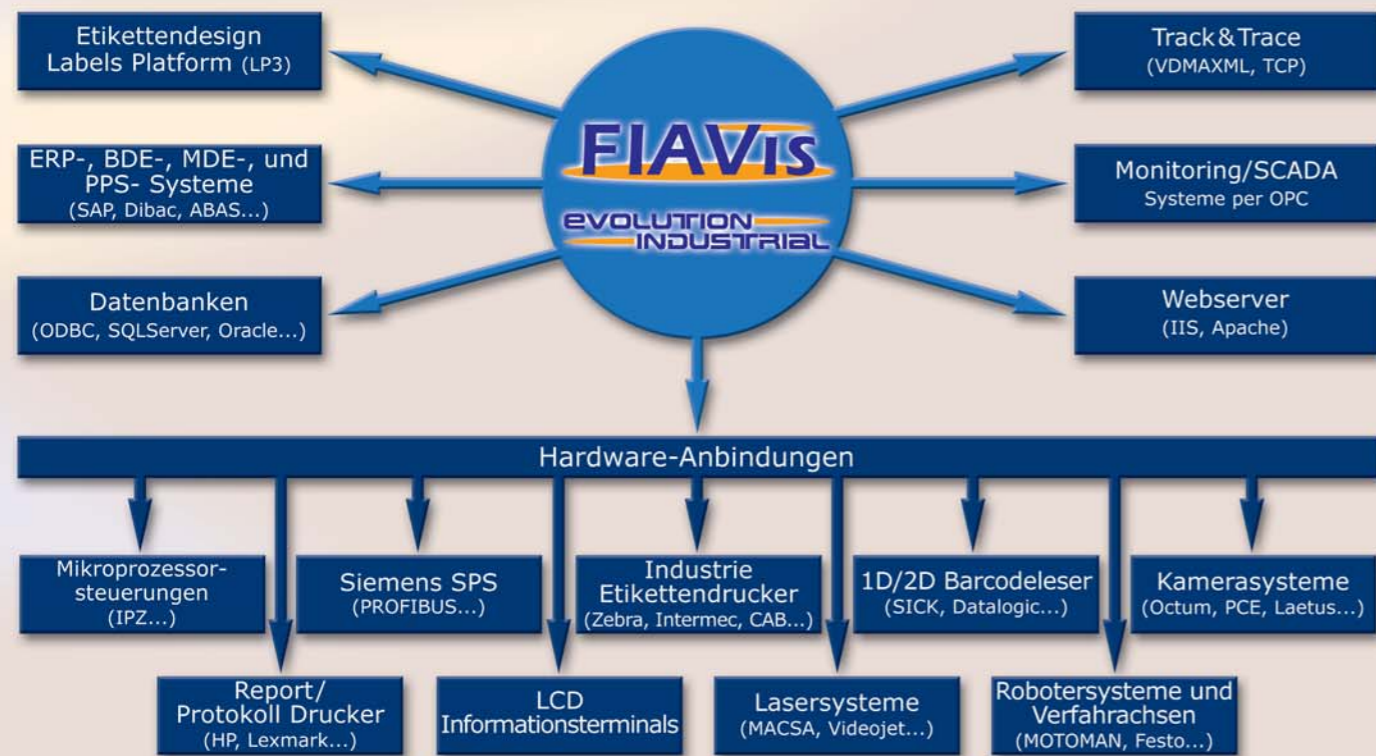 Etikettendesign
Labels Platform (LP3)
ERP-, BDE-, MDE-, und
PPS- Systeme
(SAP, Dibac, ABAS...)
Datenbanken
(ODBC, SQLServer, Oracle...)
FIAVis
EVOLUTION
INDUSTRIAL
Track&Trace
(VDMAXML, TCP)
Monitoring/SCADA
Systeme per OPC
Webserver
(IIS, Apache)
Hardware-Anbindungen
Mikroprozessor-
steuerungen
(IPZ...)
Siemens SPS
(PROFIBUS...)
Industrie
Etikettendrucker
(Zebra, Intermec, CAB...)
1D/2D Barcodeleser
(SICK, Datalogic...)
Kamerasysteme
(Octum, PCE, Laetus...)
Report/
Protokoll Drucker
(HP, Lexmark...)
LCD
Informationsterminals
Lasersysteme
(MACSA, Videojet...)
Robotersysteme und
Verfahrachsen
(MOTOMAN, Festo...)